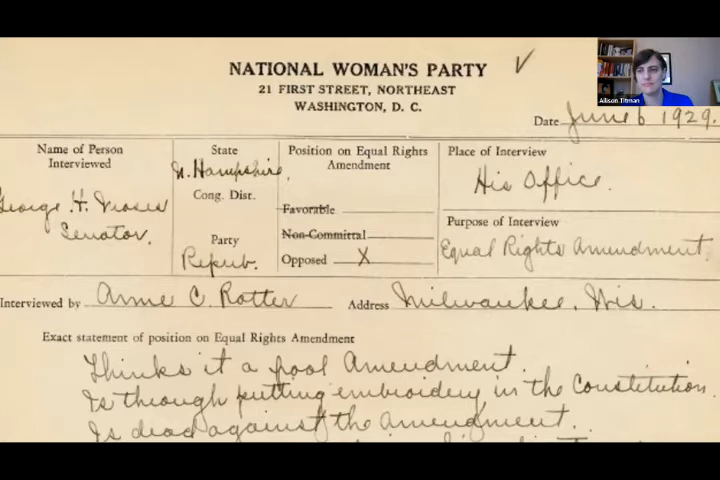 NATIONAL WOMAN'S PARTY
21 FIRST STREET, NORTHEAST
WASHINGTON, D. C.
Allison Titman
Date June 6 1929.
Name of Person Interviewed
George H. Moses
Senator.
State
N. Hampshire,
Cong. Dist.
Party
Repub.
Position on Equal Rights Amendment
Favorable
Non-Committal
Opposed X
Place of Interview
His Office.
Purpose of Interview
Equal Rights Amendment.
Interviewed by Anne C. Rotter Address Milwaukee, Wis.
Exact statement of position on Equal Rights Amendment
Thinks it a fool Amendment.
Is through putting embroidery in the Constitution.
Is dead against the amendment.